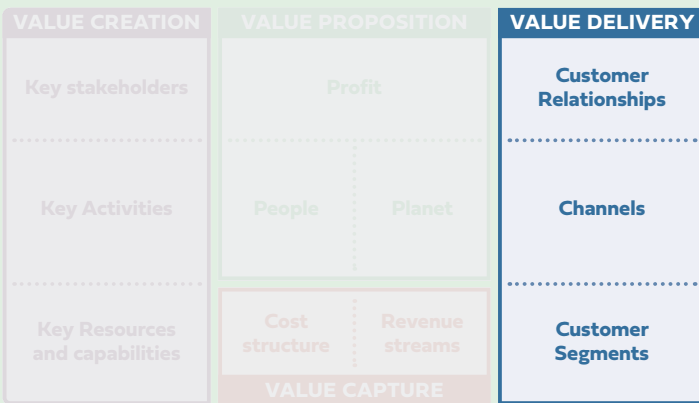 VALUE CREATION
Key stakeholders
Key Activities
Key Resources
and capabilities
VALUE PROPOSITION
Profit
People
Planet
Cost
structure
Revenue
streams
VALUE CAPTURE
VALUE DELIVERY
Customer
Relationships
Channels
Customer
Segments